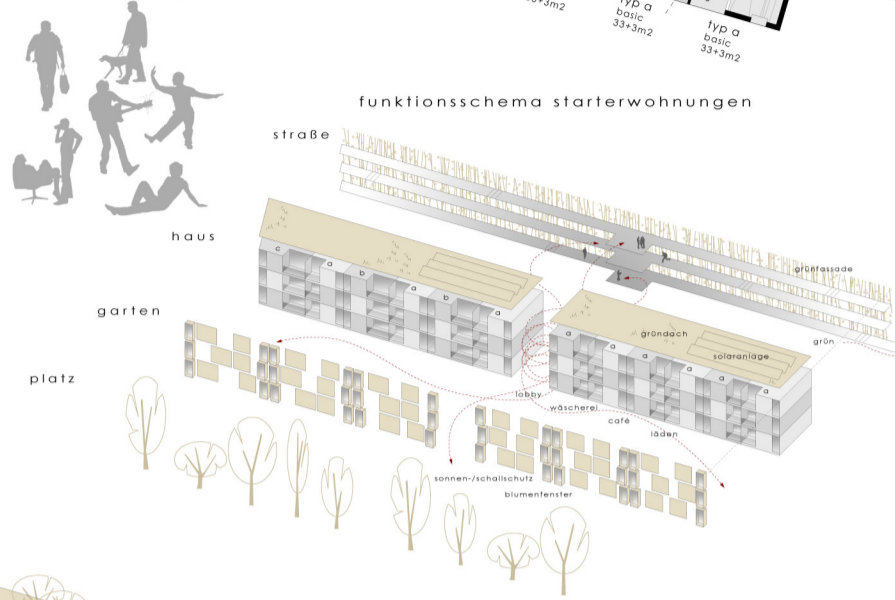 typ a
basic
33+3m2
typ a
basic
33+3m2
funktionsschema starterwohnungen
straße
haus
garten
platz
grünfassade
grün
gründach
solaranlage
c
a
b
a
b
a
a
a
a
a
a
a
lobby
wäscherei
café
läden
sonnen-/schallschutz
blumenfenster